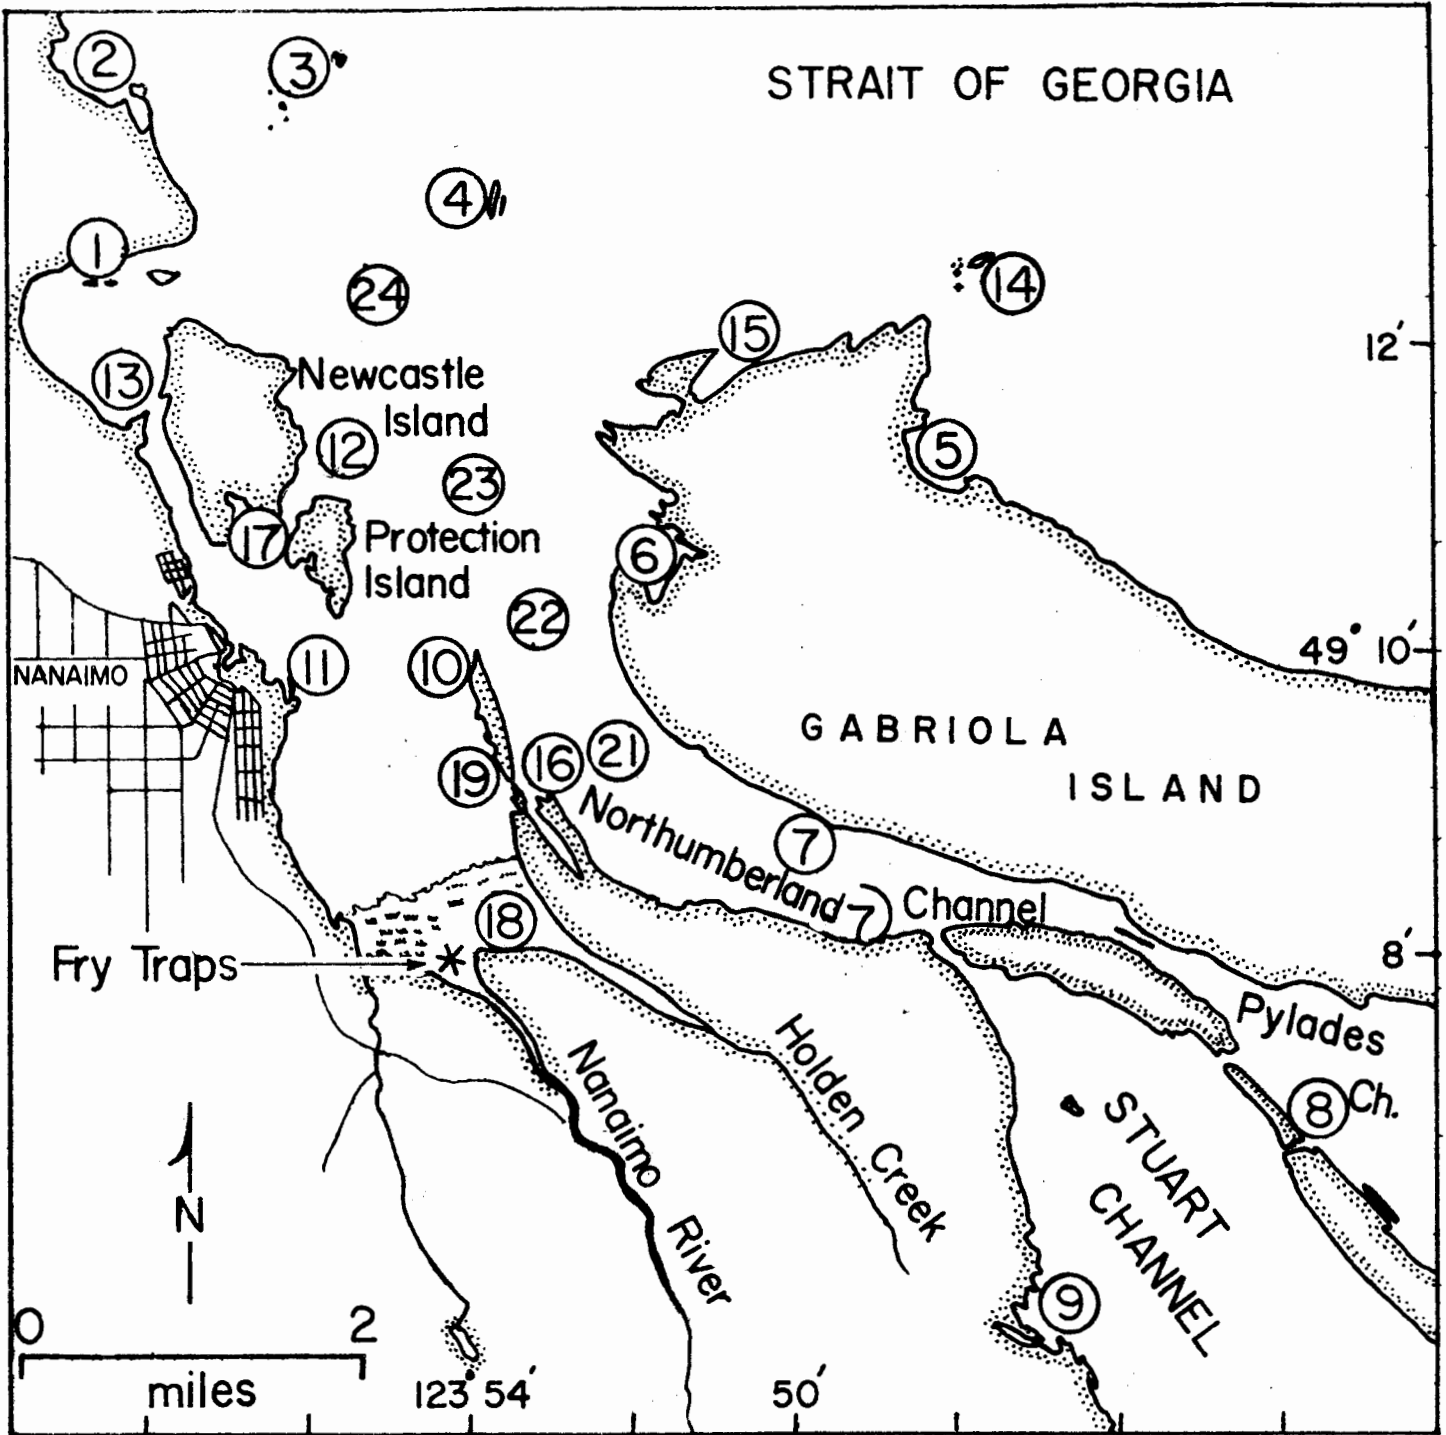 2
3
STRAIT OF GEORGIA
4
1
24
14
15
12'
13
Newcastle
Island
12
5
23
17
Protection
Island
6
22
49° 10'
NANAIMO
11
10
GABRIOLA
ISLAND
19
16
21
Northumberland
Channel
7
7
18
8'
Fry Traps
Pylades
Ch.
8
Nanaimo
River
Holden
Creek
STUART
CHANNEL
N
9
0
2
miles
123° 54'
50'